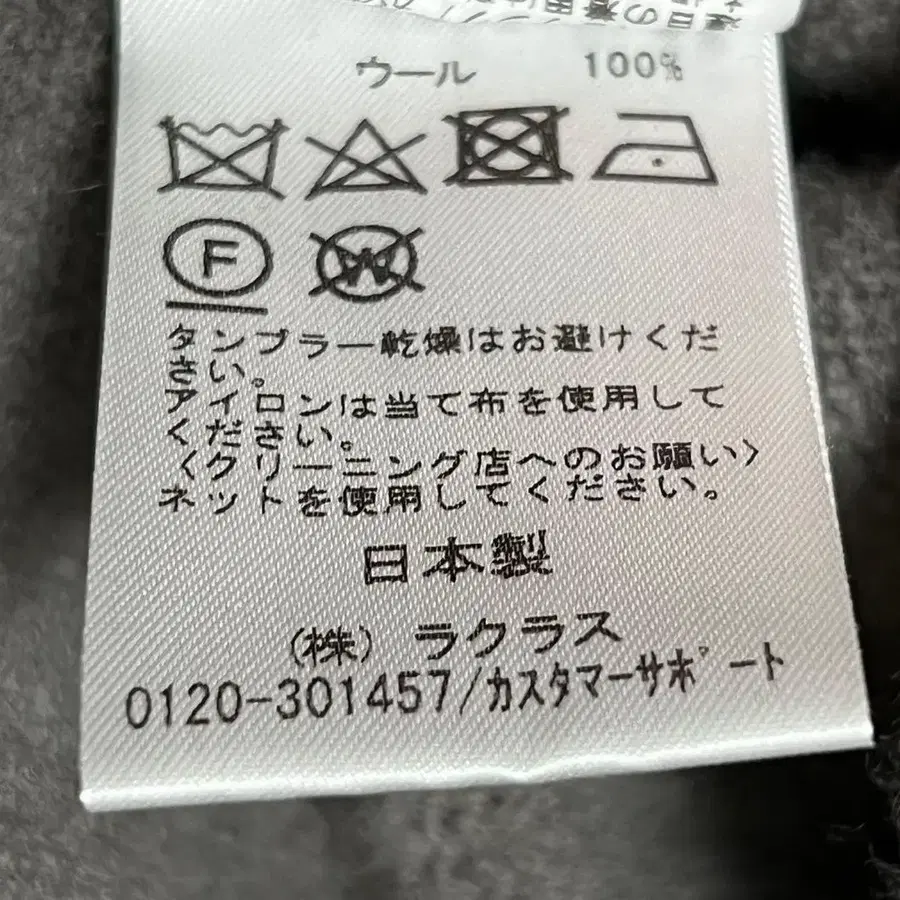 ウール 100%
F
W
タンブラー乾燥はお避けくだ
さい。
アイロンは当て布を使用して
ください。
〈クリーニング店へのお願い〉
ネットを使用してください。
日本製
(株) ラクラス
0120-301457/カスタマーサポート